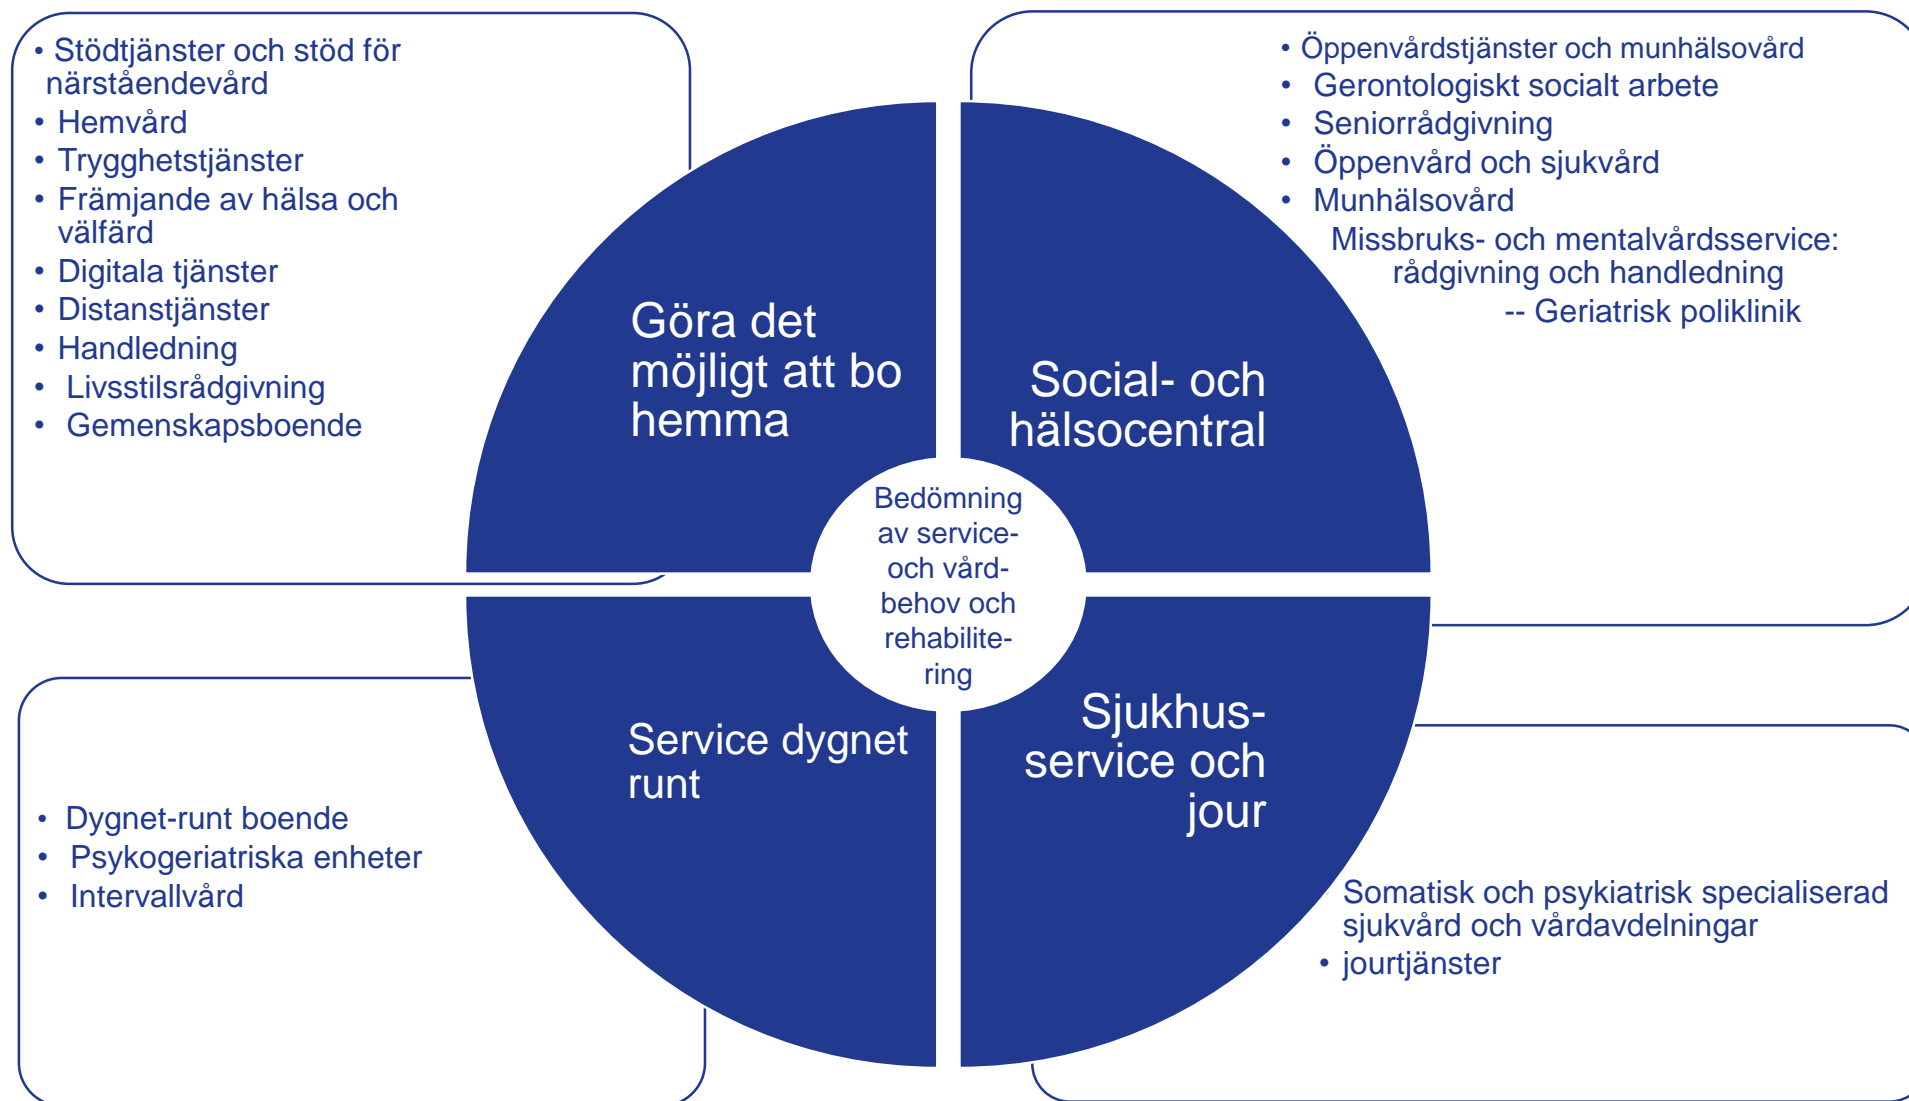 • Stödtjänster och stöd för
närståendevård
• Hemvård
• Trygghetstjänster
• Främjande av hälsa och
välfärd
• Digitala tjänster
• Distanstjänster
• Handledning
• Livsstilsrådgivning
• Gemenskapsboende
• Öppenvårdstjänster och munhälsovård
• Gerontologiskt socialt arbete
• Seniorrådgivning
• Öppenvård och sjukvård
• Munhälsovård
Missbruks- och mentalvårdsservice:
rådgivning och handledning
-- Geriatrisk poliklinik
Göra det
möjligt att bo
hemma
Social- och
hälsocentral
Bedömning
av service-
och vård-
behov och
rehabilite-
ring
Service dygnet
runt
Sjukhus-
service och
jour
• Dygnet-runt boende
• Psykogeriatriska enheter
• Intervallvård
Somatisk och psykiatrisk specialiserad
sjukvård och vårdavdelningar
• jourtjänster